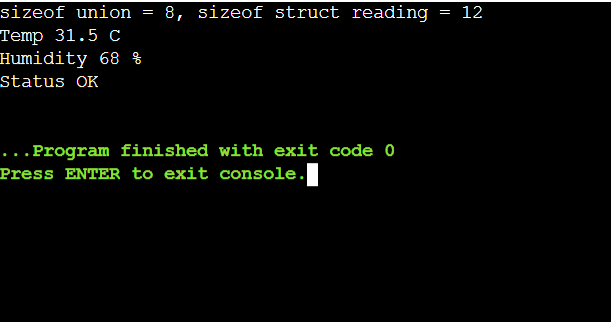 sizeof union = 8, sizeof struct reading = 12
Temp 31.5 C
Humidity 68 %
Status OK
...Program finished with exit code 0
Press ENTER to exit console.